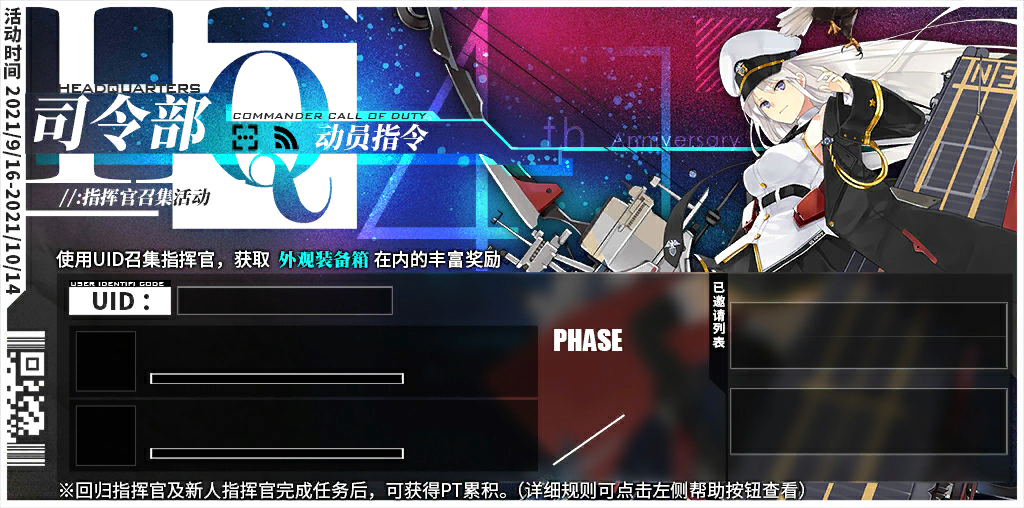 活动时间 2021/9/16-2021/10/14
HEADQUARTERS
司令部
COMMANDER CALL OF DUTY
动员指令
//:指挥官召集活动
4th Anniversary
使用UID召集指挥官，获取 外观装备箱 在内的丰富奖励
USER IDENTIFI CODE
UID：
PHASE
已邀请列表
※回归指挥官及新人指挥官完成任务后，可获得PT累积。（详细规则可点击左侧帮助按钮查看）